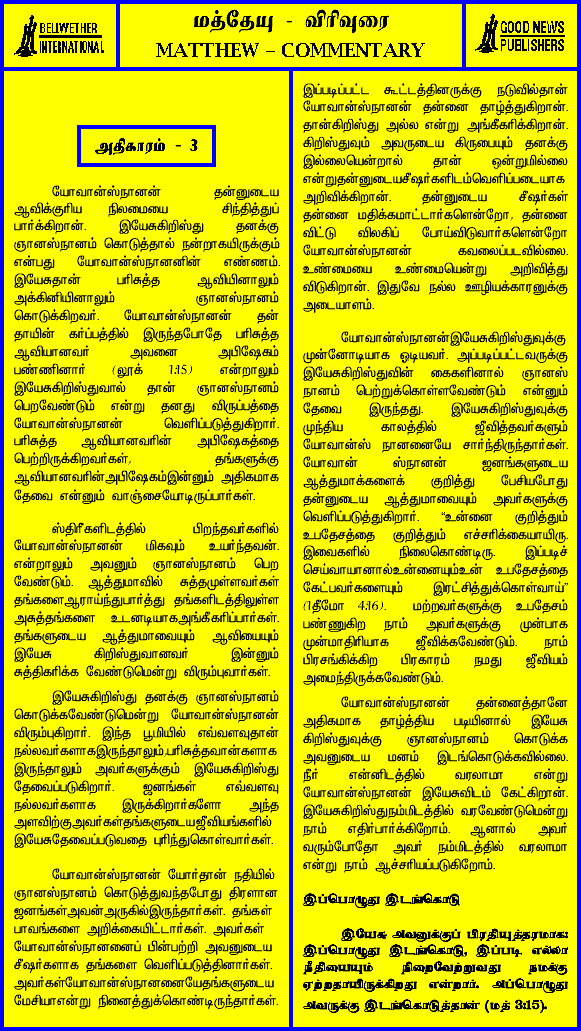 BELIWETHER
INTERNATIONAL
மத்தேயு - விரிவுரை
MATTHEW – COMMENTARY
GOOD NEWS
PUBLISHERS
அதிகாரம் - 3
யோவான்ஸ்நானன் தன்னுடைய
ஆவிக்குரிய நிலமையை சிந்தித்துப்
பார்க்கிறான். இயேசுகிறிஸ்து தனக்கு
ஞானஸ்நானம் கொடுத்தால் நன்றாகயிருக்கும்
என்பது யோவான்ஸ்நானனின் எண்ணம்.
இயேசுதான் பரிசுத்த ஆவியினாலும்
அக்கினியினாலும் ஞானஸ்நானம்
கொடுக்கிறவர். யோவான்ஸ்நானன் தன்
தாயின் கர்ப்பத்தில் இருந்தபோதே பரிசுத்த
ஆவியானவர் அவனை அபிஷேகம்
பண்ணினார் (லூக் 1:15) என்றாலும்
இயேசுகிறிஸ்துவால் தான் ஞானஸ்நானம்
பெறவேண்டும் என்று தனது விருப்பத்தை
யோவான்ஸ்நானன் வெளிப்படுத்துகிறார்.
பரிசுத்த ஆவியானவரின் அபிஷேகத்தை
பெற்றிருக்கிறவர்கள், தங்களுக்கு
ஆவியானவரின்அபிஷேகம்இன்னும் அதிகமாக
தேவை என்னும் வாஞ்சையோடிருப்பார்கள்.
ஸ்திரீகளிடத்தில் பிறந்தவர்களில்
யோவான்ஸ்நானன் மிகவும் உயர்ந்தவன்.
என்றாலும் அவனும் ஞானஸ்நானம் பெற
வேண்டும். ஆத்துமாவில் சுத்தமுள்ளவர்கள்
தங்களைஆராய்ந்துபார்த்து தங்களிடத்திலுள்ள
அசுத்தங்களை உடனடியாகஅங்கீகரிப்பார்கள்.
தங்களுடைய ஆத்துமாவையும் ஆவியையும்
இயேசு கிறிஸ்துவானவர் இன்னும்
சுத்திகரிக்க வேண்டுமென்று விரும்புவார்கள்.
இயேசுகிறிஸ்து தனக்கு ஞானஸ்நானம்
கொடுக்கவேண்டுமென்று யோவான்ஸ்நானன்
விரும்புகிறார். இந்த பூமியில் எவ்வளவுதான்
நல்லவர்களாகஇருந்தாலும்,பரிசுத்தவான்களாக
இருந்தாலும் அவர்களுக்கும் இயேசுகிறிஸ்து
தேவைப்படுகிறார். ஜனங்கள் எவ்வளவு
நல்லவர்களாக இருக்கிறார்களோ அந்த
அளவிற்குஅவர்கள்தங்களுடையஜீவியங்களில்
இயேசுதேவைப்படுவதை புரிந்துகொள்வார்கள்.
யோவான்ஸ்நானன் யோர்தான் நதியில்
ஞானஸ்நானம் கொடுத்துவந்தபோது திரளான
ஜனங்கள்அவன்அருகில்இருந்தார்கள். தங்கள்
பாவங்களை அறிக்கையிட்டார்கள். அவர்கள்
யோவான்ஸ்நானனைப் பின்பற்றி அவனுடைய
சீஷர்களாக தங்களை வெளிப்படுத்தினார்கள்.
அவர்கள்யோவான்ஸ்நானனையேதங்களுடைய
மேசியாஎன்று நினைத்துக்கொண்டிருந்தார்கள்.
இப்படிப்பட்ட கூட்டத்தினருக்கு நடுவில்தான்
யோவான்ஸ்நானன் தன்னை தாழ்த்துகிறான்.
தான்கிறிஸ்து அல்ல என்று அங்கீகரிக்கிறான்.
கிறிஸ்துவும் அவருடைய கிருபையும் தனக்கு
இல்லையென்றால் தான் ஒன்றுமில்லை
என்றுதன்னுடையசீஷர்களிடம்வெளிப்படையாக
அறிவிக்கிறான். தன்னுடைய சீஷர்கள்
தன்னை மதிக்கமாட்டார்களென்றோ, தன்னை
விட்டு விலகிப் போய்விடுவார்களென்றோ
யோவான்ஸ்நானன் கவலைப்படவில்லை.
உண்மையை உண்மையென்று அறிவித்து
விடுகிறான். இதுவே நல்ல ஊழியக்காரனுக்கு
அடையாளம்.
யோவான்ஸ்நானன்இயேசுகிறிஸ்துவுக்கு
முன்னோடியாக ஓடியவர். அப்படிப்பட்டவருக்கு
இயேசுகிறிஸ்துவின் கைகளினால் ஞானஸ்
நானம் பெற்றுக்கொள்ளவேண்டும் என்னும்
தேவை இருந்தது. இயேசுகிறிஸ்துவுக்கு
முந்திய காலத்தில் ஜீவித்தவர்களும்
யோவான்ஸ் நானனையே சார்ந்திருந்தார்கள்.
யோவான் ஸ்நானன் ஜனங்களுடைய
ஆத்துமாக்களைக் குறித்து பேசியபோது
தன்னுடைய ஆத்துமாவையும் அவர்களுக்கு
வெளிப்படுத்துகிறார். “உன்னை குறித்தும்
உபதேசத்தை குறித்தும் எச்சரிக்கையாயிரு.
இவைகளில் நிலைகொண்டிரு. இப்படிச்
செய்வாயானால்உன்னையும்உன் உபதேசத்தை
கேட்பவர்களையும் இரட்சித்துக்கொள்வாய்”
(1தீமோ 4:16). மற்றவர்களுக்கு உபதேசம்
பண்ணுகிற நாம் அவர்களுக்கு முன்பாக
முன்மாதிரியாக ஜீவிக்கவேண்டும். நாம்
பிரசங்கிக்கிற பிரகாரம் நமது ஜீவியம்
அமைந்திருக்கவேண்டும்.
யோவான்ஸ்நானன் தன்னைத்தானே
அதிகமாக தாழ்த்திய படியினால் இயேசு
கிறிஸ்துவுக்கு ஞானஸ்நானம் கொடுக்க
அவனுடைய மனம் இடங்கொடுக்கவில்லை.
நீர் என்னிடத்தில் வரலாமா என்று
யோவான்ஸ்நானன் இயேசுவிடம் கேட்கிறான்.
இயேசுகிறிஸ்துநம்மிடத்தில் வரவேண்டுமென்று
நாம் எதிர்பார்க்கிறோம். ஆனால் அவர்
வரும்போதோ அவர் நம்மிடத்தில் வரலாமா
என்று நாம் ஆச்சரியப்படுகிறோம்.
இப்பொழுது இடங்கொடு
இயேசு அவனுக்குப் பிரதியுத்தரமாக:
இப்பொழுது இடங்கொடு, இப்படி எல்லா
நீதியையும் நிறைவேற்றுவது நமக்கு
ஏற்றதாயிருக்கிறது என்றார். அப்பொழுது
அவருக்கு இடங்கொடுத்தான் (மத் 3:15).